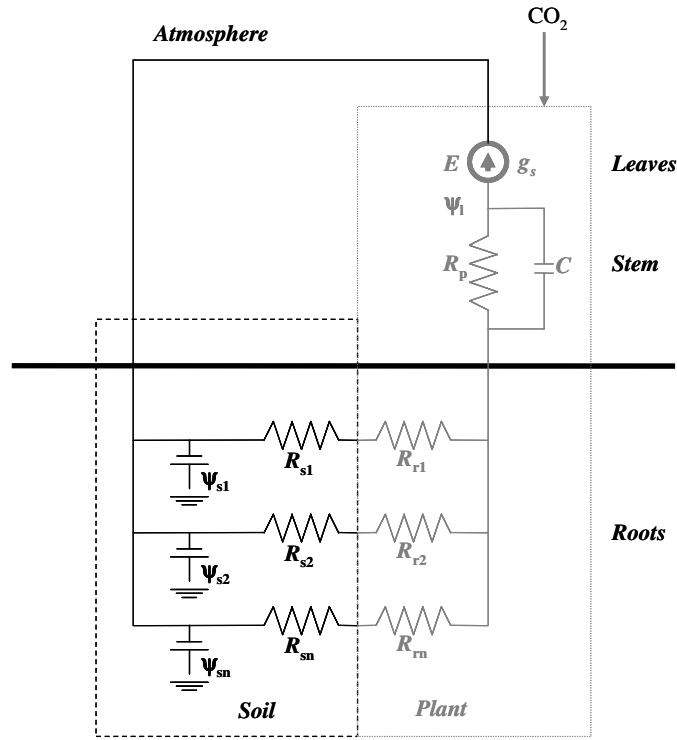 CO₂
Atmosphere
E gₛ Leaves
Ψₗ
Rₚ C Stem
Rₛ₁ Rᵣ₁
Ψₛ₁
Rₛ₂ Rᵣ₂ Roots
Ψₛ₂
Rₛₙ Rᵣₙ
Ψₛₙ
Soil Plant